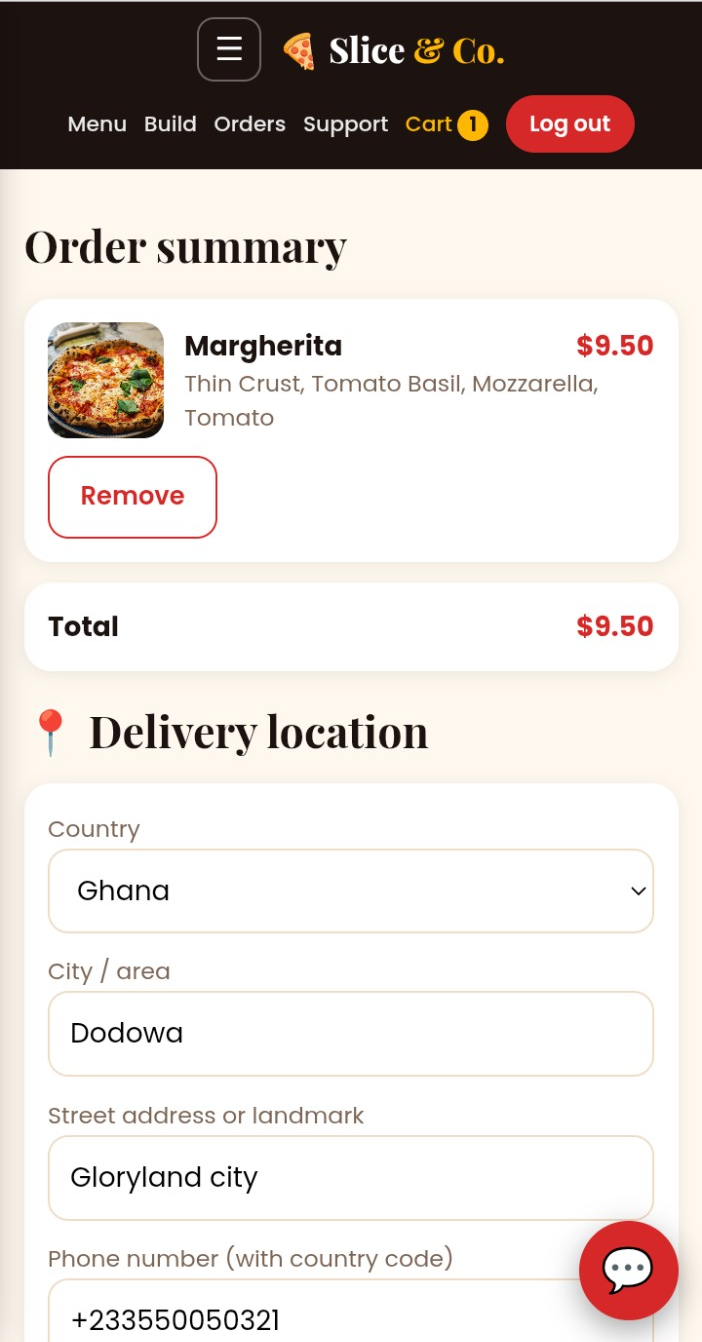 ☰ 🍕 Slice & Co.
Menu Build Orders Support Cart 1 Log out
Order summary
Margherita $9.50
Thin Crust, Tomato Basil, Mozzarella,
Tomato
Remove
Total $9.50
📍 Delivery location
Country
Ghana
City / area
Dodowa
Street address or landmark
Gloryland city
Phone number (with country code)
+233550050321